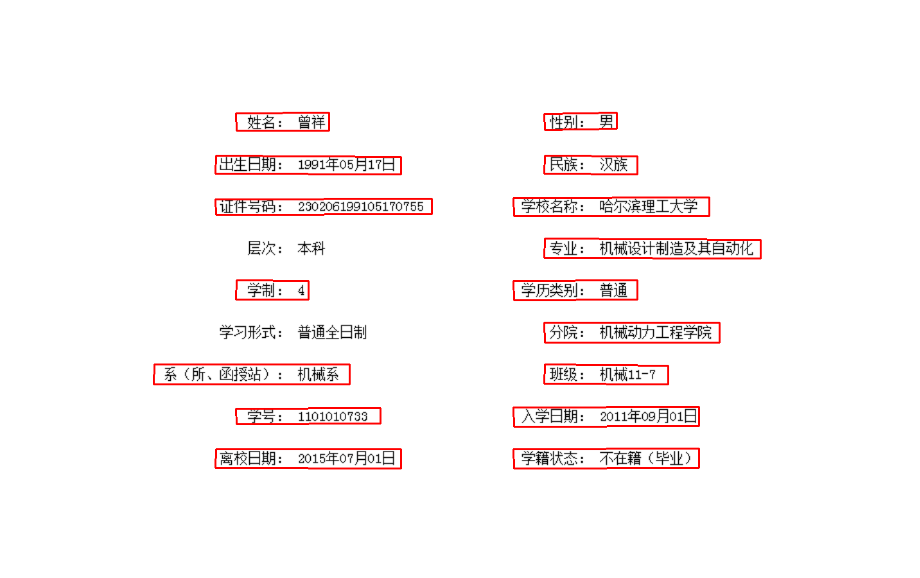 姓名： 曾祥 性别： 男
出生日期： 1991年05月17日 民族： 汉族
证件号码： 230206199105170755 学校名称： 哈尔滨理工大学
层次： 本科 专业： 机械设计制造及其自动化
学制： 4 学历类别： 普通
学习形式： 普通全日制 分院： 机械动力工程学院
系（所、函授站）： 机械系 班级： 机械11-7
学号： 1101010733 入学日期： 2011年09月01日
离校日期： 2015年07月01日 学籍状态： 不在籍（毕业）